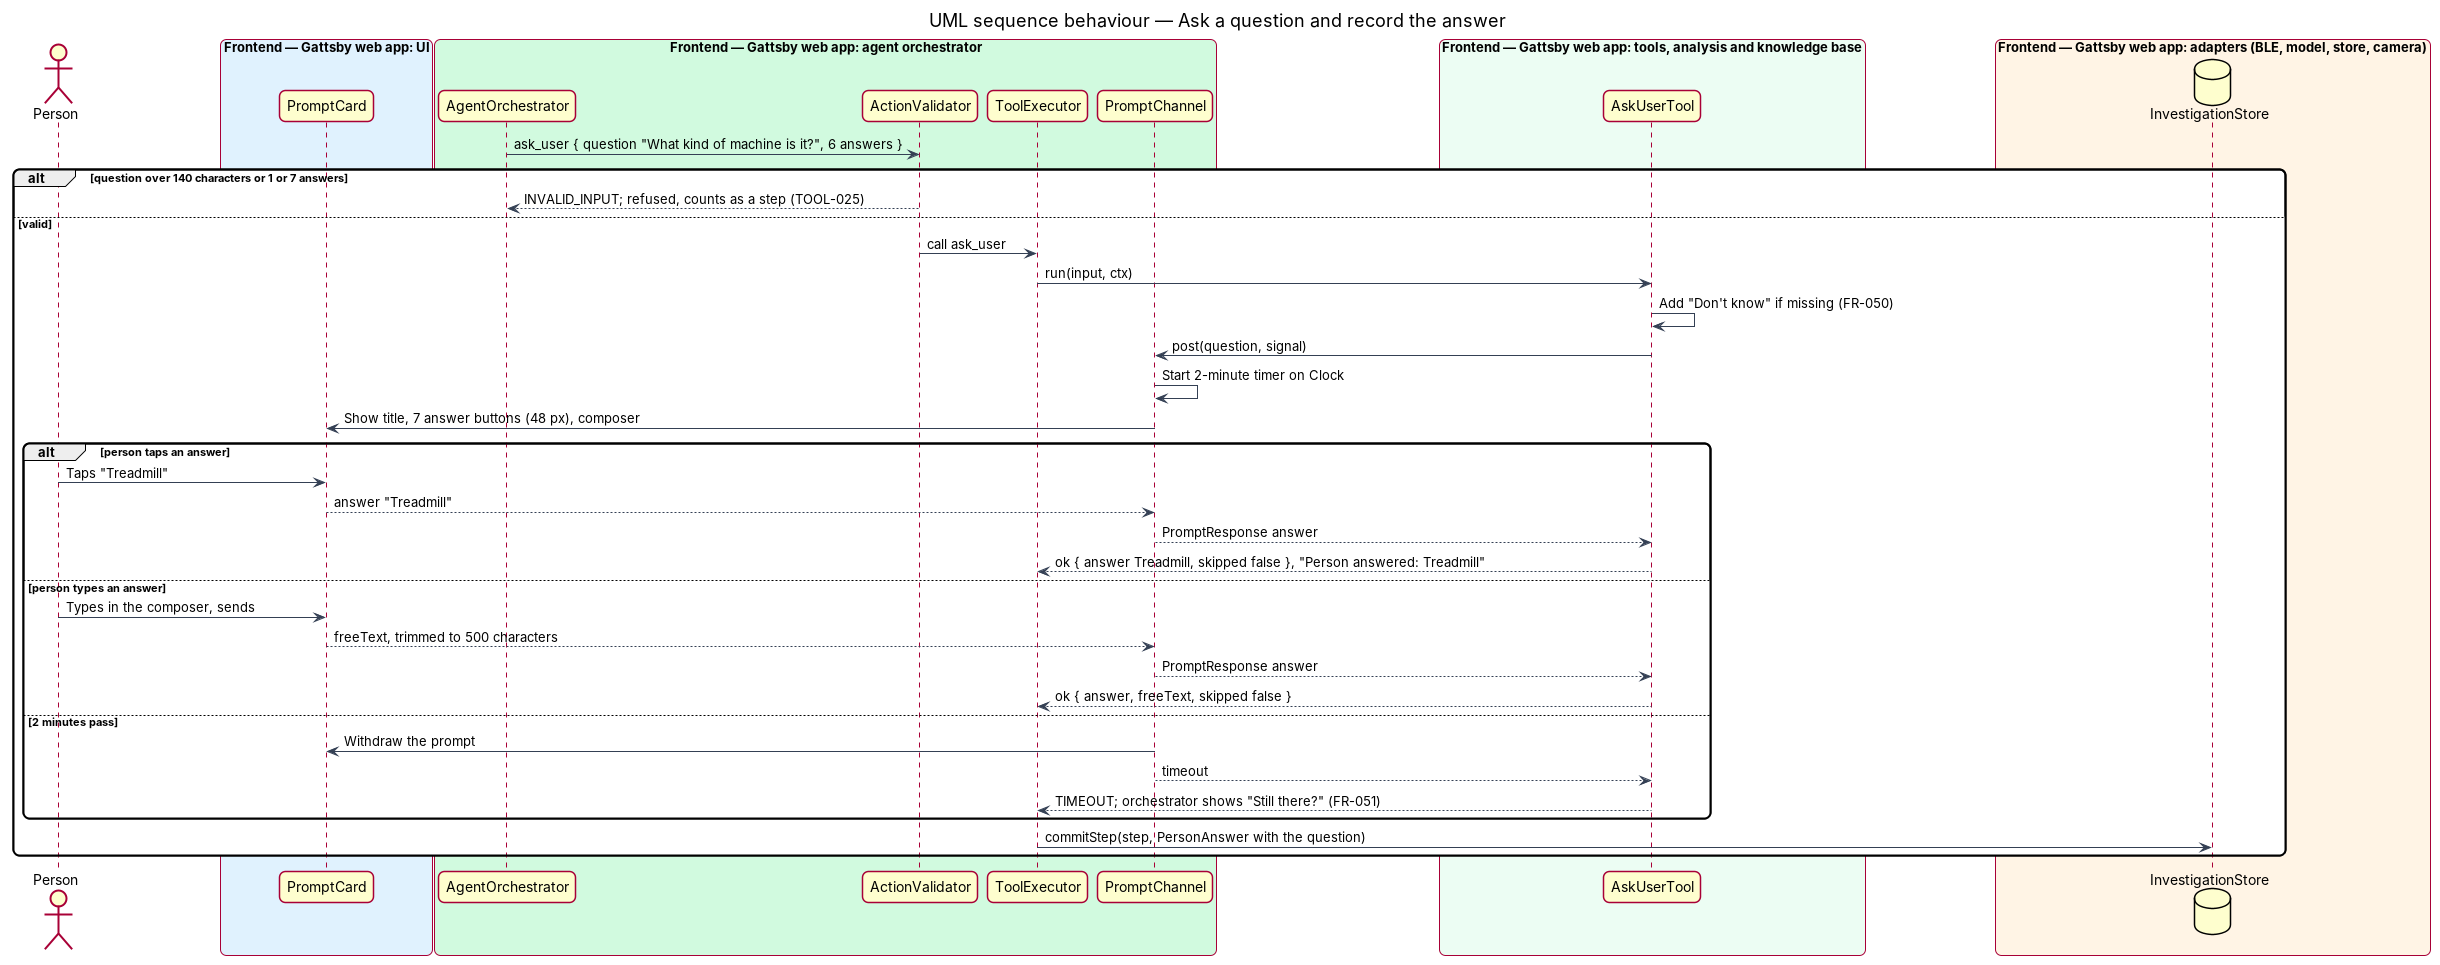 UML sequence behaviour — Ask a question and record the answer
Frontend — Gattsby web app: UI
Frontend — Gattsby web app: agent orchestrator
Frontend — Gattsby web app: tools, analysis and knowledge base
Frontend — Gattsby web app: adapters (BLE, model, store, camera)
Person
PromptCard
AgentOrchestrator
ActionValidator
ToolExecutor
PromptChannel
AskUserTool
InvestigationStore
ask_user { question "What kind of machine is it?", 6 answers }
alt
[question over 140 characters or 1 or 7 answers]
INVALID_INPUT; refused, counts as a step (TOOL-025)
[valid]
call ask_user
run(input, ctx)
Add "Don't know" if missing (FR-050)
post(question, signal)
Start 2-minute timer on Clock
Show title, 7 answer buttons (48 px), composer
alt
[person taps an answer]
Taps "Treadmill"
answer "Treadmill"
PromptResponse answer
ok { answer Treadmill, skipped false }, "Person answered: Treadmill"
[person types an answer]
Types in the composer, sends
freeText, trimmed to 500 characters
PromptResponse answer
ok { answer, freeText, skipped false }
[2 minutes pass]
Withdraw the prompt
timeout
TIMEOUT; orchestrator shows "Still there?" (FR-051)
commitStep(step, PersonAnswer with the question)
Person
PromptCard
AgentOrchestrator
ActionValidator
ToolExecutor
PromptChannel
AskUserTool
InvestigationStore